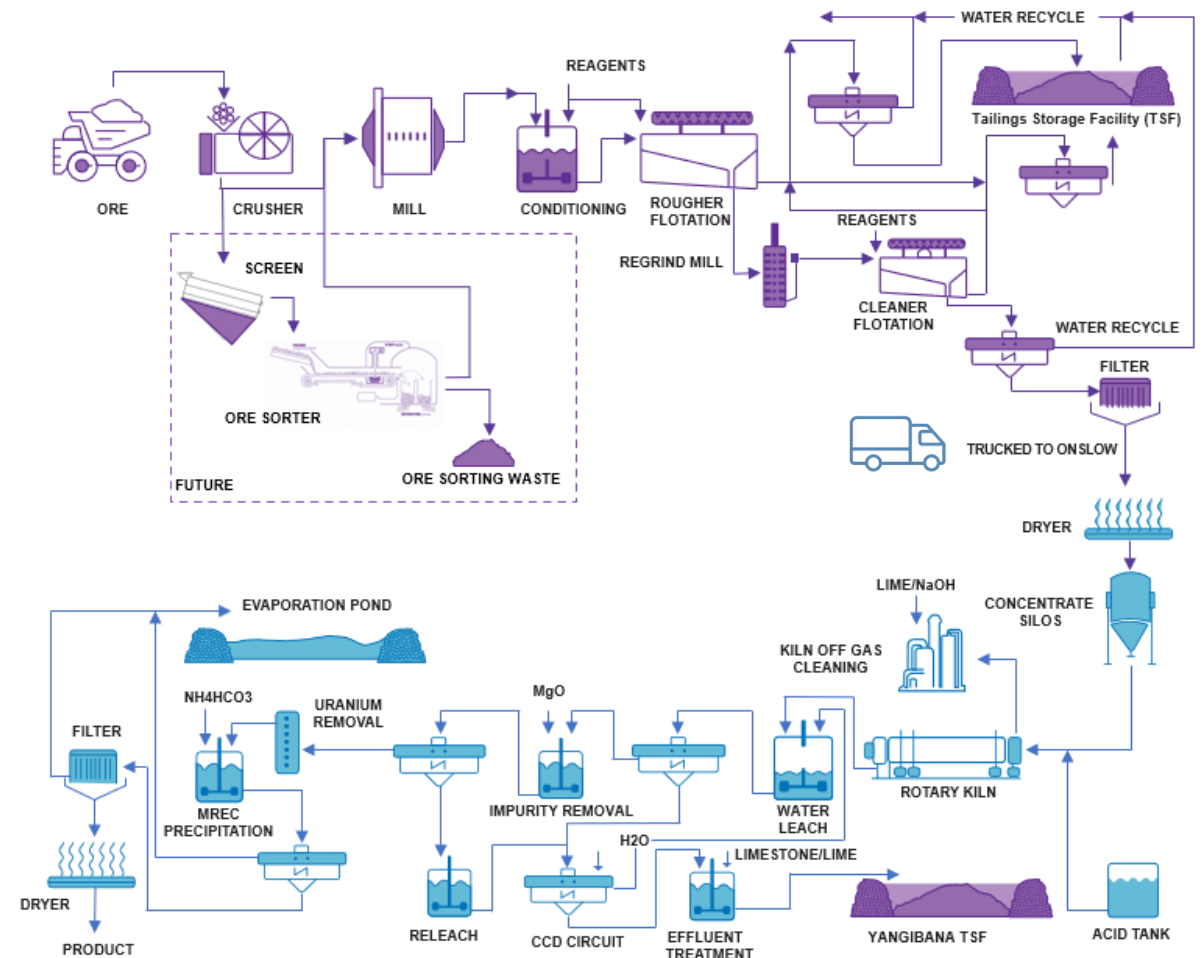 WATER RECYCLE
REAGENTS
Tailings Storage Facility (TSF)
ORE
CRUSHER
MILL
CONDITIONING
ROUGHER
FLOTATION
REAGENTS
REGRIND MILL
SCREEN
CLEANER
FLOTATION
WATER RECYCLE
FILTER
ORE SORTER
TRUCKED TO ONSLOW
ORE SORTING WASTE
FUTURE
DRYER
LIME/NaOH
EVAPORATION POND
CONCENTRATE
SILOS
KILN OFF GAS
CLEANING
NH4HCO3
URANIUM
REMOVAL
MgO
FILTER
ROTARY KILN
MREC
PRECIPITATION
IMPURITY REMOVAL
WATER
LEACH
H2O
LIMESTONE/LIME
DRYER
RELEACH
CCD CIRCUIT
EFFLUENT
TREATMENT
YANGIBANA TSF
ACID TANK
PRODUCT